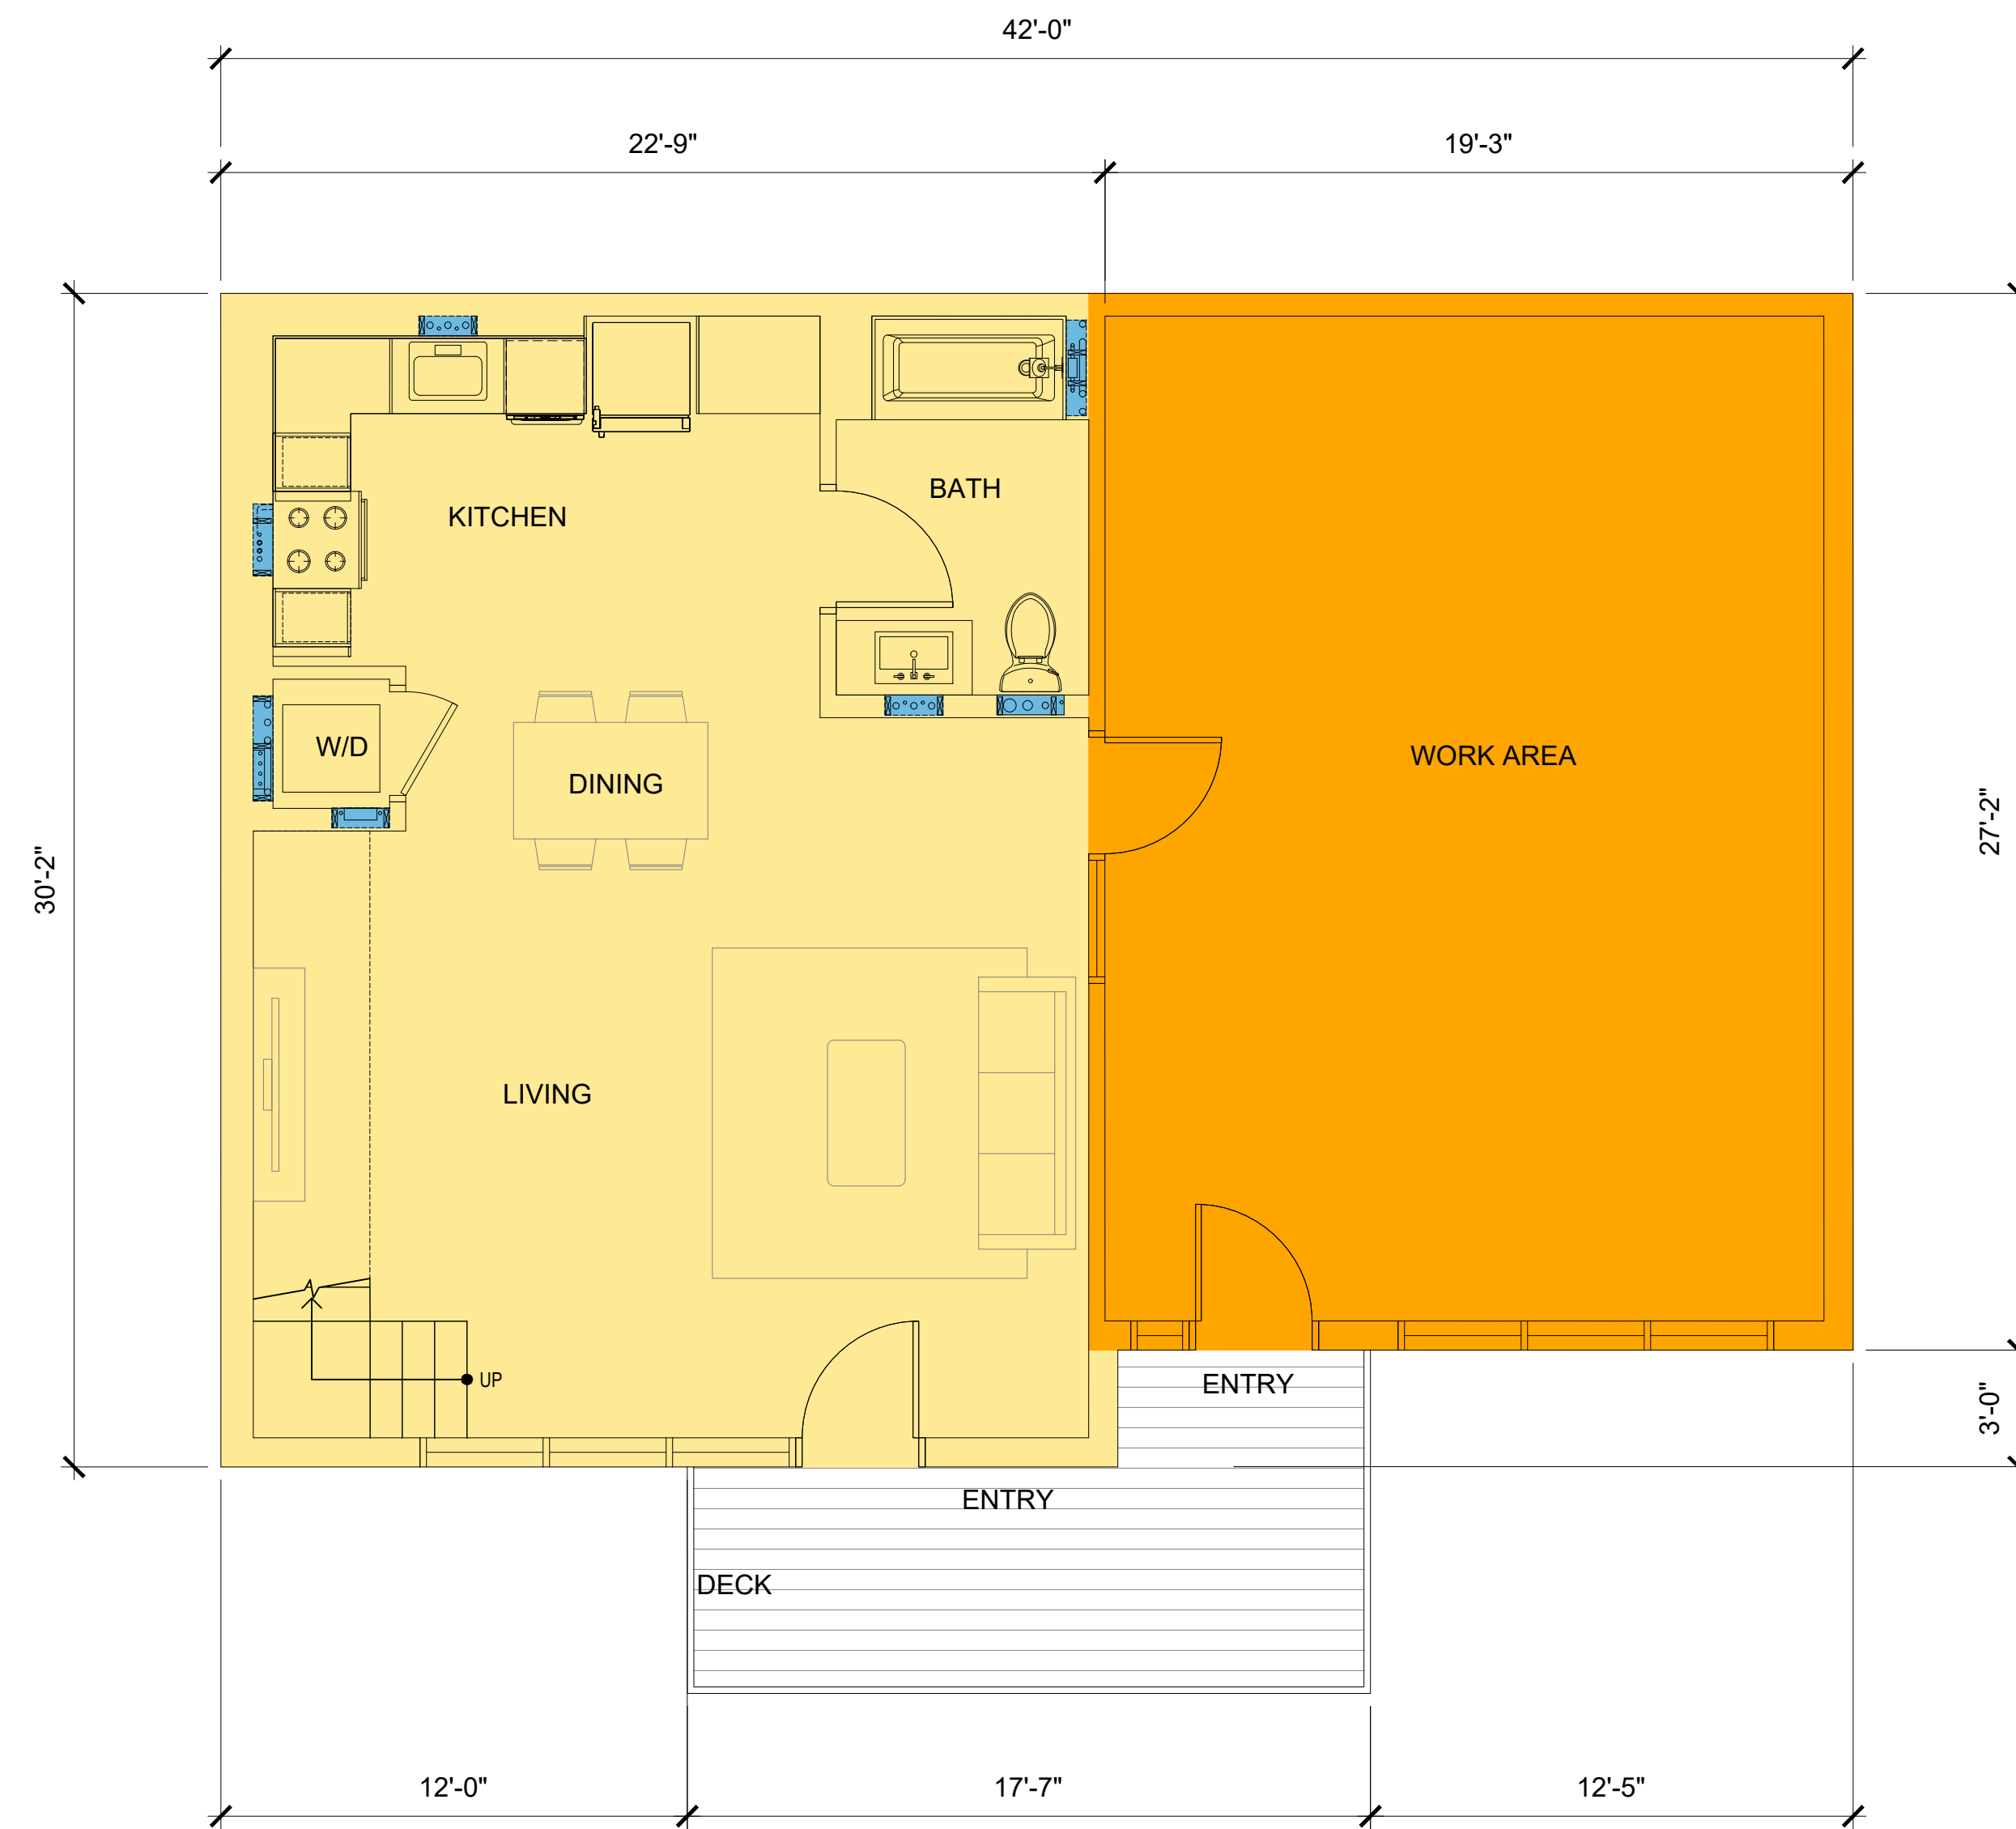 42'-0"
22'-9"
19'-3"
BATH
KITCHEN
W/D
WORK AREA
DINING
30'-2"
27'-2"
LIVING
UP
ENTRY
3'-0"
ENTRY
DECK
12'-0"
17'-7"
12'-5"